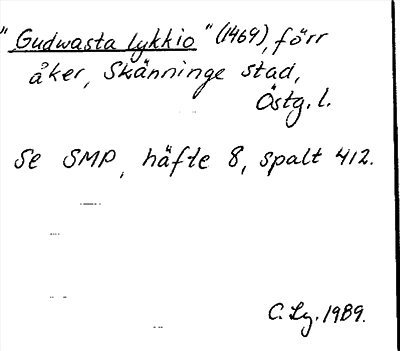 "Gudwasta lykkio" (1469), förr
åker, Skänninge stad,
Östg. l.
Se SMP, häfte 8, spalt 412.
C. Lg. 1989.